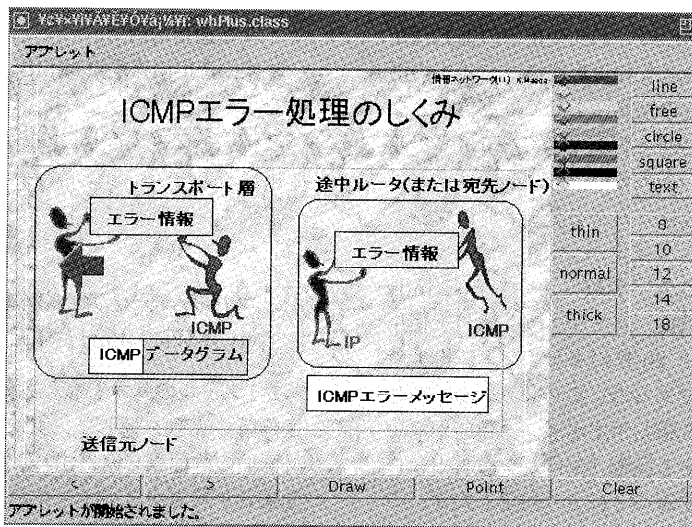 whPlus.class
アプレット
情報ネットワーク(II)
ICMPエラー処理のしくみ
トランスポート層
途中ルータ(または宛先ノード)
エラー情報
エラー情報
ICMP
IP
ICMP
ICMP データグラム
ICMPエラーメッセージ
送信元ノード
line
free
circle
square
text
thin
normal
thick
8
10
12
14
18
<
>
Draw
Point
Clear
アプレットが開始されました。